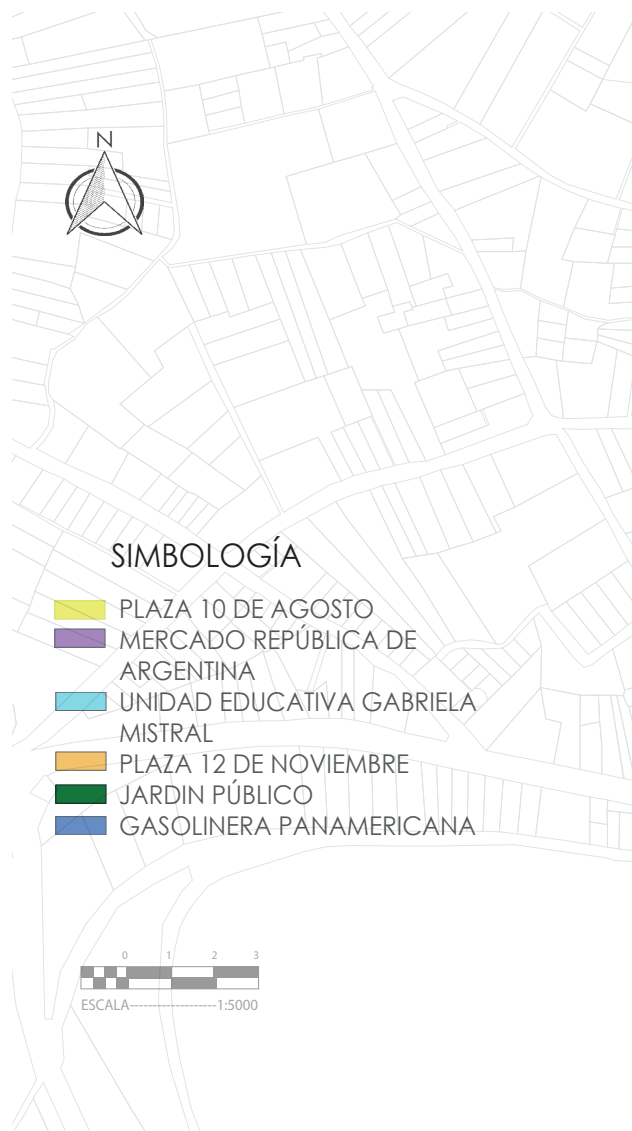 N
SIMBOLOGÍA
PLAZA 10 DE AGOSTO
MERCADO REPÚBLICA DE
ARGENTINA
UNIDAD EDUCATIVA GABRIELA
MISTRAL
PLAZA 12 DE NOVIEMBRE
JARDIN PÚBLICO
GASOLINERA PANAMERICANA
0 1 2 3
ESCALA--------------------1:5000